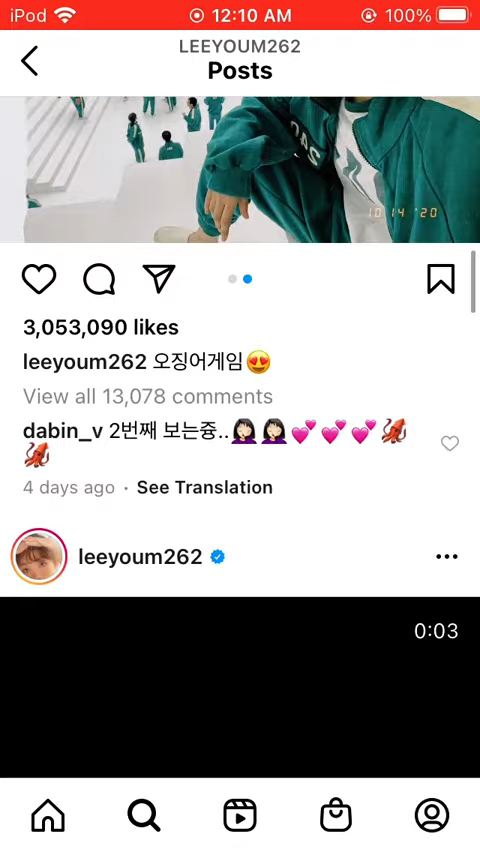 iPod 12:10 AM 100%
LEEYOUM262
Posts
10 14 '20
3,053,090 likes
leeyoum262 오징어게임😍
View all 13,078 comments
dabin_v 2번째 보는중..🤦🏻‍♀️🤦🏻‍♀️💕💕💕🦑
🦑
4 days ago · See Translation
leeyoum262
0:03